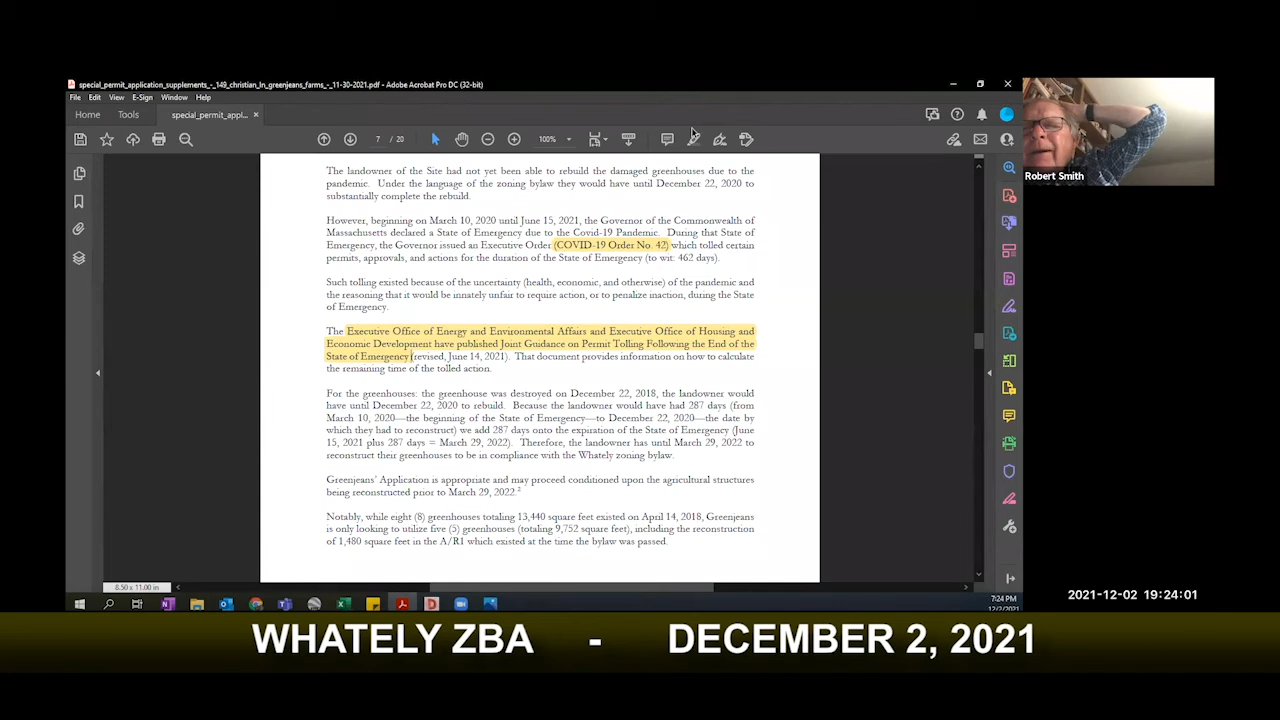 special_permit_application_supplements_-_149_christian_ln_greenjeans_farms_-_11-30-2021.pdf - Adobe Acrobat Pro DC (32-bit)
File Edit View E-Sign Window Help
Home Tools special_permit_appl... ×
7 / 20 100%
The landowner of the Site had not yet been able to rebuild the damaged greenhouses due to the
pandemic. Under the language of the zoning bylaw they would have until December 22, 2020 to
substantially complete the rebuild.
However, beginning on March 10, 2020 until June 15, 2021, the Governor of the Commonwealth of
Massachusetts declared a State of Emergency due to the Covid-19 Pandemic. During that State of
Emergency, the Governor issued an Executive Order (COVID-19 Order No. 42) which tolled certain
permits, approvals, and actions for the duration of the State of Emergency (to wit: 462 days).
Such tolling existed because of the uncertainty (health, economic, and otherwise) of the pandemic and
the reasoning that it would be innately unfair to require action, or to penalize inaction, during the State
of Emergency.
The Executive Office of Energy and Environmental Affairs and Executive Office of Housing and
Economic Development have published Joint Guidance on Permit Tolling Following the End of the
State of Emergency (revised, June 14, 2021). That document provides information on how to calculate
the remaining time of the tolled action.
For the greenhouses: the greenhouse was destroyed on December 22, 2018, the landowner would
have until December 22, 2020 to rebuild. Because the landowner would have had 287 days (from
March 10, 2020—the beginning of the State of Emergency—to December 22, 2020—the date by
which they had to reconstruct) we add 287 days onto the expiration of the State of Emergency (June
15, 2021 plus 287 days = March 29, 2022). Therefore, the landowner has until March 29, 2022 to
reconstruct their greenhouses to be in compliance with the Whately zoning bylaw.
Greenjeans’ Application is appropriate and may proceed conditioned upon the agricultural structures
being reconstructed prior to March 29, 2022.2
Notably, while eight (8) greenhouses totaling 13,440 square feet existed on April 14, 2018, Greenjeans
is only looking to utilize five (5) greenhouses (totaling 9,752 square feet), including the reconstruction
of 1,480 square feet in the A/R1 which existed at the time the bylaw was passed.
8.50 x 11.00 in
7:24 PM
12/2/2021
Robert Smith
2021-12-02 19:24:01
WHATELY ZBA - DECEMBER 2, 2021